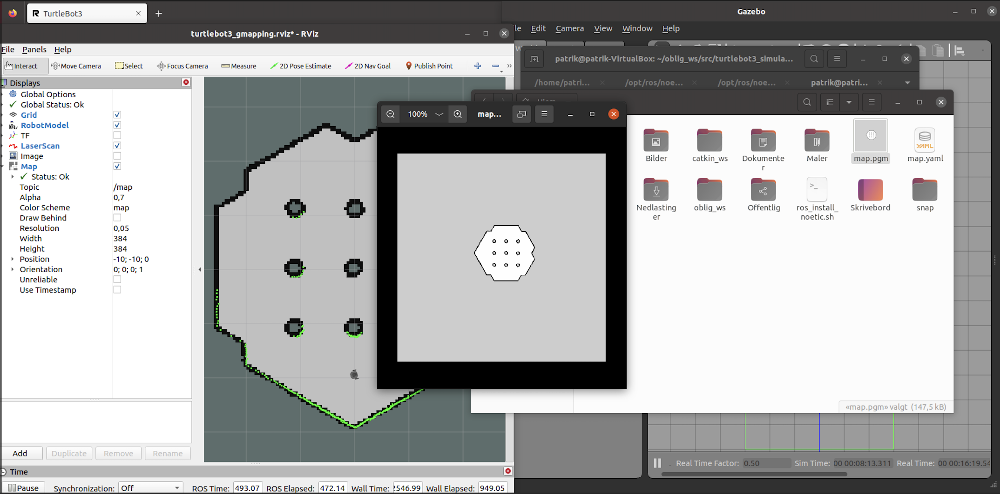 TurtleBot3
Gazebo
turtlebot3_gmapping.rviz* - RViz
le Edit Camera View Window Help
File Panels Help
W
patrik@patrik-VirtualBox: ~/oblig_ws/src/turtlebot3_simula...
Interact Move Camera Select Focus Camera Measure 2D Pose Estimate 2D Nav Goal Publish Point
/home/patri... /opt/ros/noe... /opt/ros/noe... patrik@patri...
Displays
Global Options
Global Status: Ok
Grid
RobotModel
TF
LaserScan
Image
Map
Status: Ok
Topic /map
Alpha 0,7
Color Scheme map
Draw Behind
Resolution 0,05
Width 384
Height 384
Position -10; -10; 0
Orientation 0; 0; 0; 1
Unreliable
Use Timestamp
100% map...
YAML
Bilder catkin_ws Dokumente
r Maler map.pgm map.yaml
>_
Nedlasting
er oblig_ws Offentlig ros_install_
noetic.sh Skrivebord snap
«map.pgm» valgt (147,5 kB)
Add Duplicate Remove Rename
Real Time Factor: 0.50 Sim Time: 00 00:08:13.311 Real Time: 00 00:16:19.54
Time
Pause Synchronization: Off ROS Time: 493.07 ROS Elapsed: 472.14 Wall Time: 2546.99 Wall Elapsed: 949.05